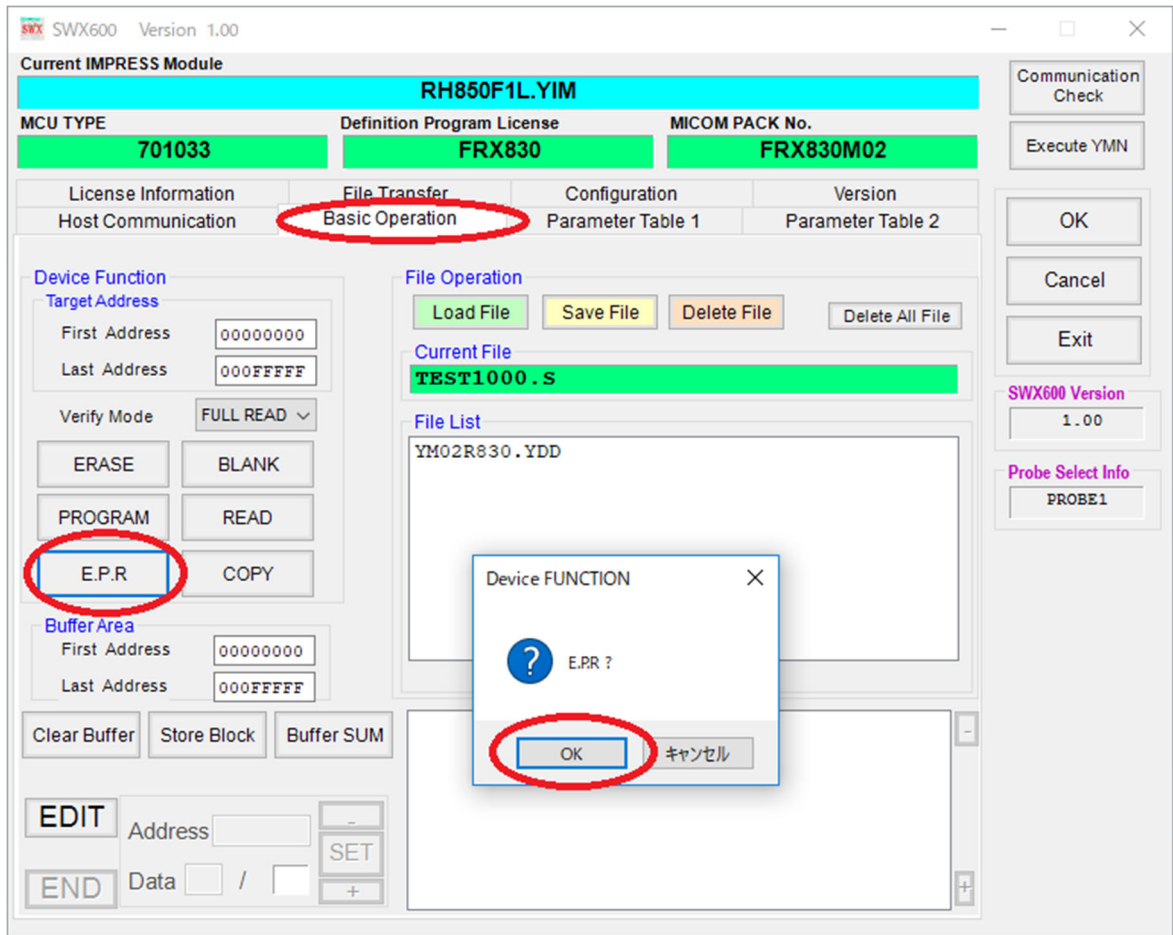 SWX SWX600 Version 1.00
Current IMPRESS Module
RH850F1L.YIM
MCU TYPE
Definition Program License
MICOM PACK No.
701033
FRX830
FRX830M02
Communication
Check
Execute YMN
License Information
File Transfer
Configuration
Version
Host Communication
Basic Operation
Parameter Table 1
Parameter Table 2
Device Function
Target Address
First Address 00000000
Last Address 000FFFFF
Verify Mode FULL READ
ERASE BLANK
PROGRAM READ
E.P.R COPY
Buffer Area
First Address 00000000
Last Address 000FFFFF
Clear Buffer Store Block Buffer SUM
EDIT
Address
-
SET
END
Data /
+
File Operation
Load File Save File Delete File Delete All File
Current File
TEST1000.S
File List
YM02R830.YDD
Device FUNCTION
? E.P.R ?
OK キャンセル
-
+
OK
Cancel
Exit
SWX600 Version
1.00
Probe Select Info
PROBE1